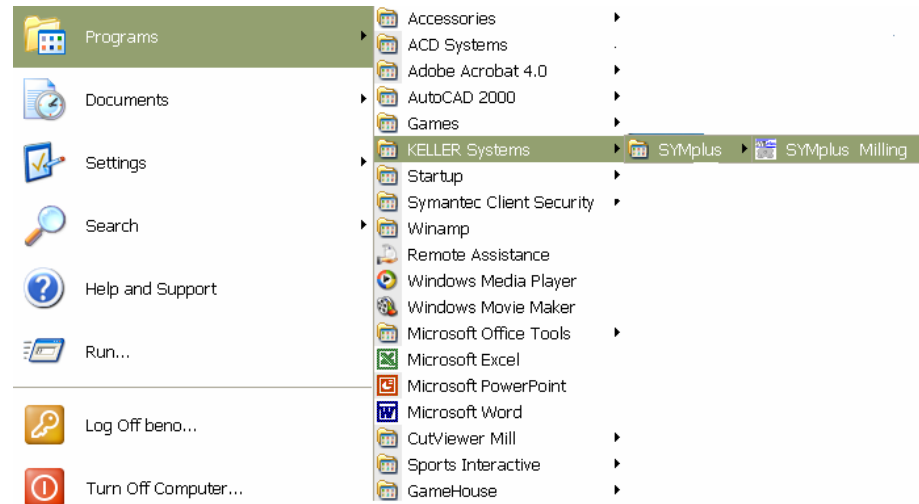 Programs
Documents
Settings
Search
Help and Support
Run...
Log Off beno...
Turn Off Computer...
Accessories
ACD Systems
Adobe Acrobat 4.0
AutoCAD 2000
Games
KELLER Systems
Startup
Symantec Client Security
Winamp
Remote Assistance
Windows Media Player
Windows Movie Maker
Microsoft Office Tools
Microsoft Excel
Microsoft PowerPoint
Microsoft Word
CutViewer Mill
Sports Interactive
GameHouse
SYMplus
SYMplus Milling